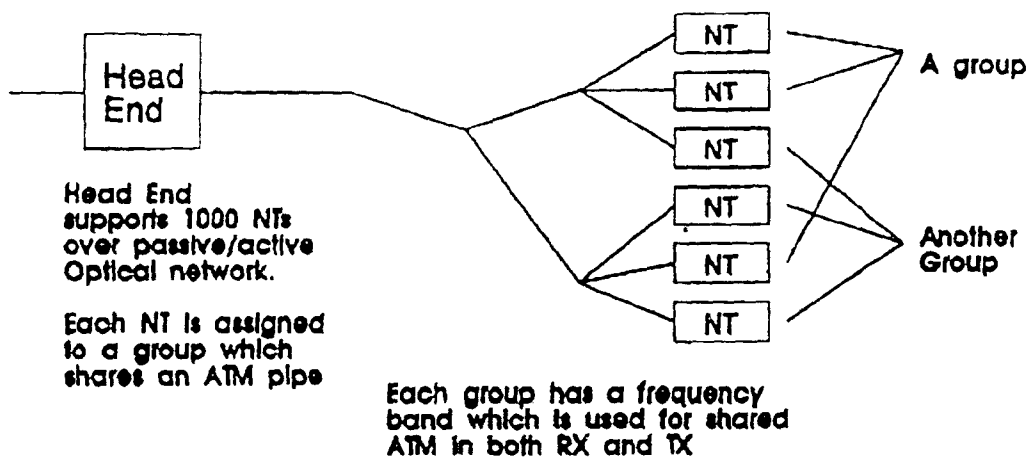 Head
End
NT
NT
NT
NT
NT
NT
A group
Another
Group
Head End
supports 1000 NTs
over passive/active
Optical network.
Each NT is assigned
to a group which
shares an ATM pipe
Each group has a frequency
band which is used for shared
ATM in both RX and TX